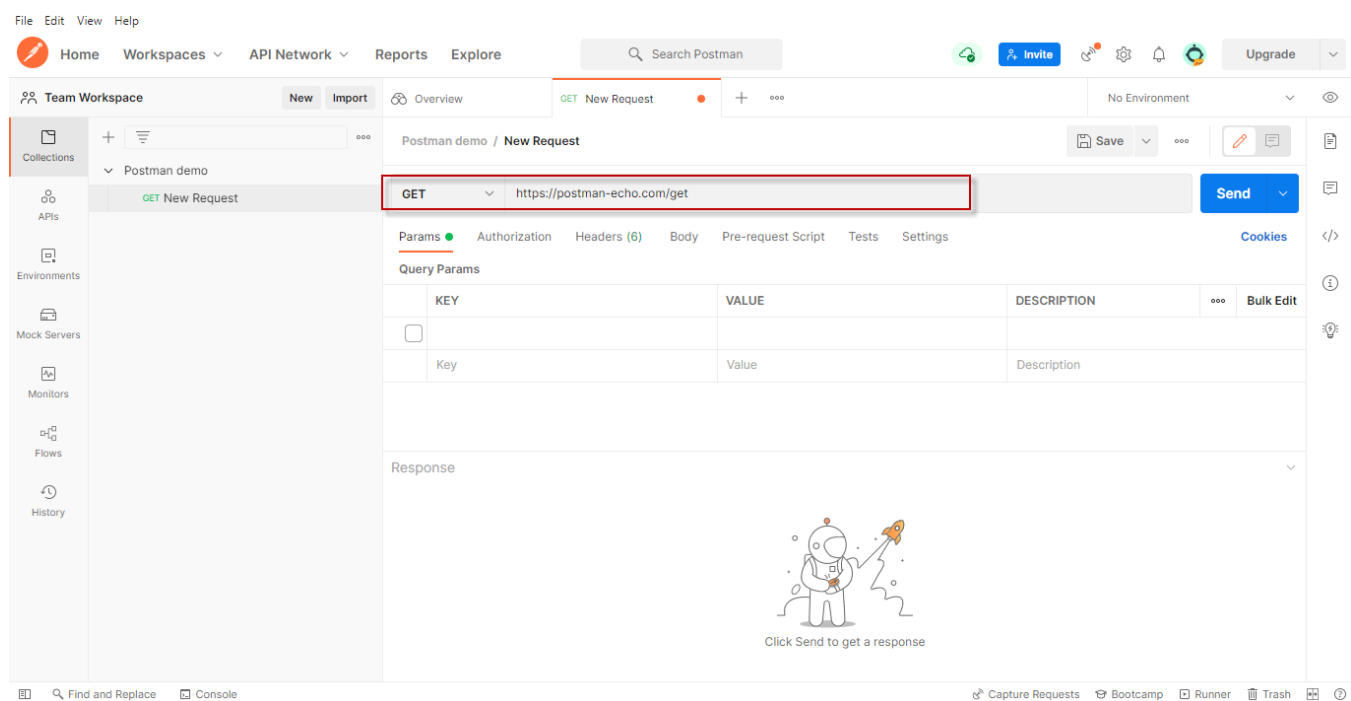 File Edit View Help
Home Workspaces API Network Reports Explore Search Postman Invite Upgrade
Team Workspace New Import Overview GET New Request No Environment
Collections
Postman demo / New Request Save
Postman demo
GET New Request
GET https://postman-echo.com/get Send
APIs
Params Authorization Headers (6) Body Pre-request Script Tests Settings Cookies
Query Params
Environments
KEY VALUE DESCRIPTION Bulk Edit
Mock Servers
Key Value Description
Monitors
Flows
Response
History
Click Send to get a response
Find and Replace Console Capture Requests Bootcamp Runner Trash